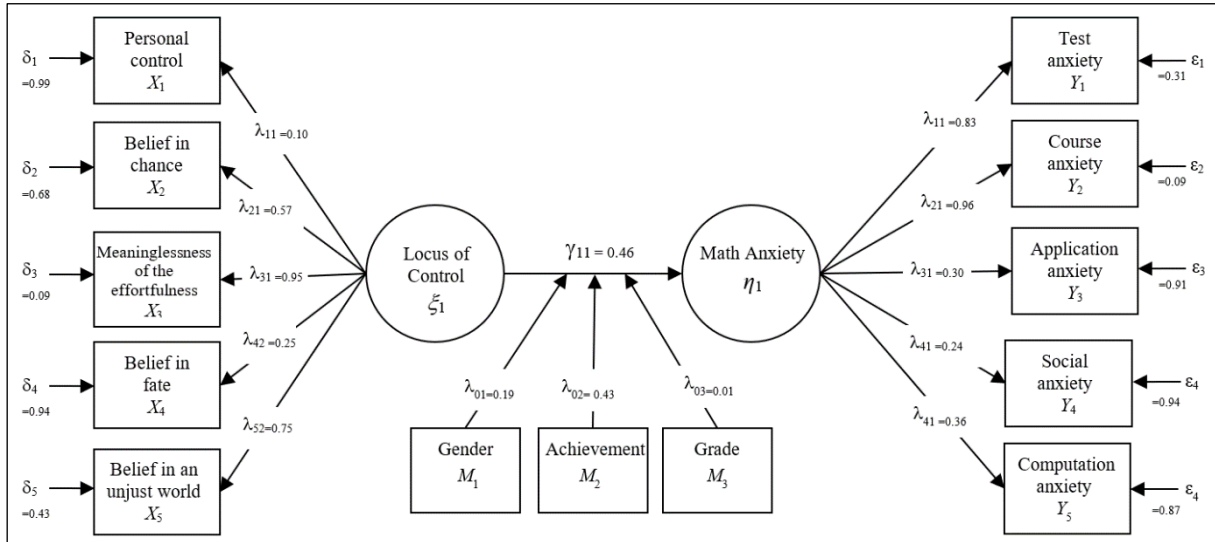 δ1
=0.99
Personal
control
X1
δ2
=0.68
Belief in
chance
X2
δ3
=0.09
Meaninglessness
of the
effortfulness
X3
δ4
=0.94
Belief in
fate
X4
δ5
=0.43
Belief in an
unjust world
X5
λ11 =0.10
λ21 =0.57
λ31 =0.95
λ42 =0.25
λ52=0.75
Locus of
Control
ξ1
γ11 = 0.46
Math Anxiety
η1
λ01=0.19
λ02= 0.43
λ03=0.01
Gender
M1
Achievement
M2
Grade
M3
λ11 =0.83
λ21 =0.96
λ31 =0.30
λ41 =0.24
λ41 =0.36
Test
anxiety
Y1
ε1
=0.31
Course
anxiety
Y2
ε2
=0.09
Application
anxiety
Y3
ε3
=0.91
Social
anxiety
Y4
ε4
=0.94
Computation
anxiety
Y5
ε4
=0.87